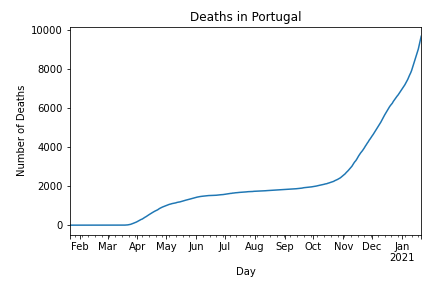 Deaths in Portugal
10000
8000
6000
4000
2000
0
Number of Deaths
Feb Mar Apr May Jun Jul Aug Sep Oct Nov Dec Jan
2021
Day